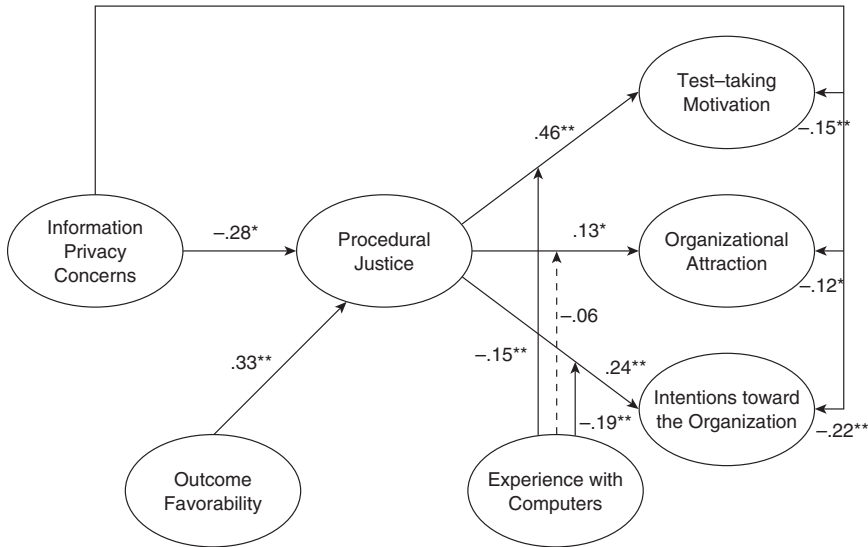 Test–taking
Motivation
.46**
–.15**
Information
Privacy
Concerns
–.28*
Procedural
Justice
.13*
Organizational
Attraction
–.12*
–.06
.33**
–.15**
.24**
Intentions toward
the Organization
–.19**
–.22**
Outcome
Favorability
Experience with
Computers